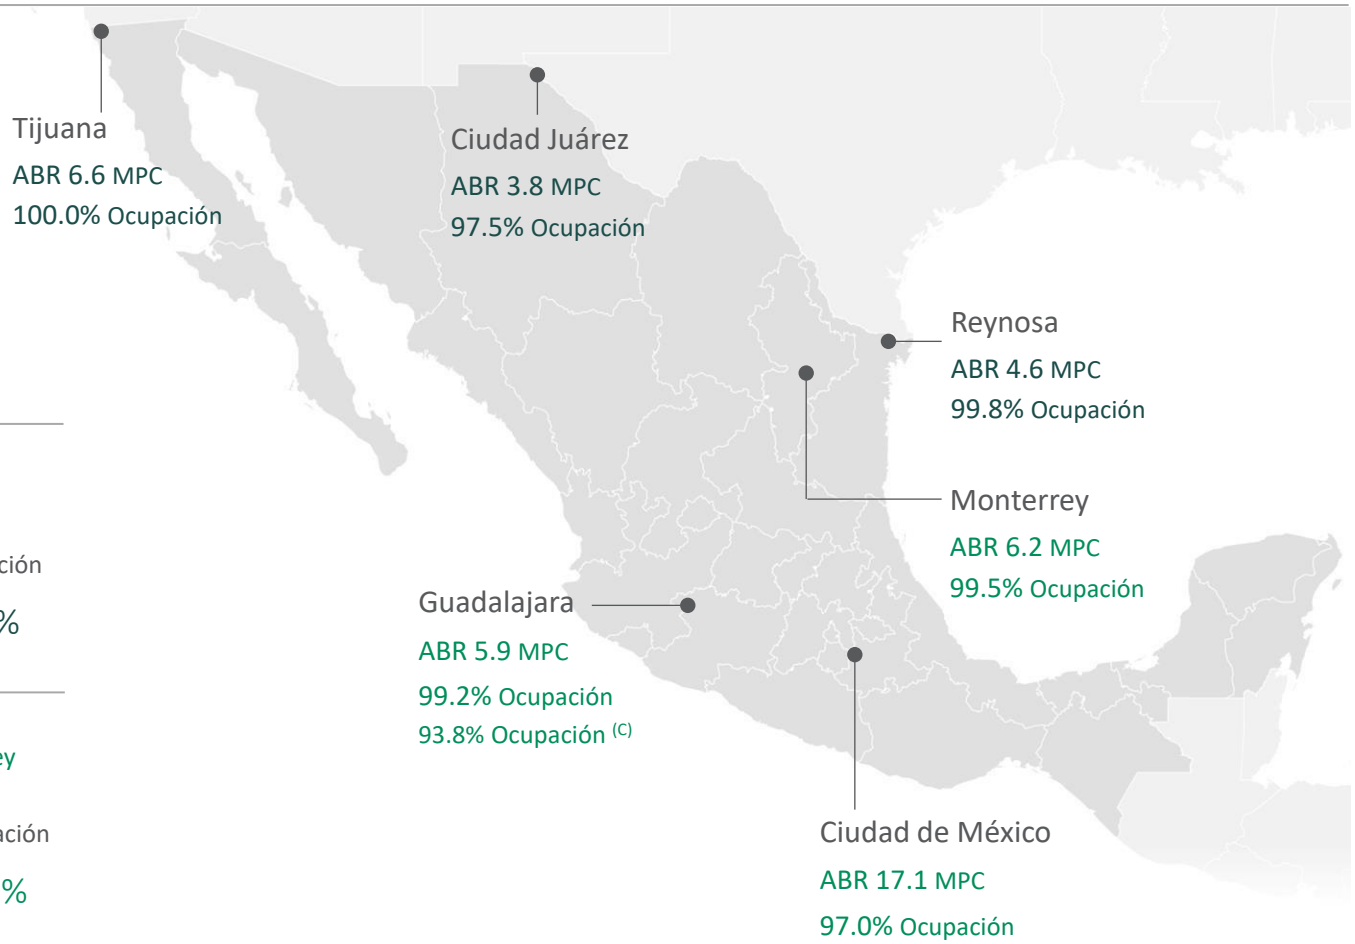 Tijuana
ABR 6.6 MPC
100.0% Ocupación
Ciudad Juárez
ABR 3.8 MPC
97.5% Ocupación
Reynosa
ABR 4.6 MPC
99.8% Ocupación
Monterrey
ABR 6.2 MPC
99.5% Ocupación
Guadalajara
ABR 5.9 MPC
99.2% Ocupación
93.8% Ocupación (C)
Ciudad de México
ABR 17.1 MPC
97.0% Ocupación
%
%